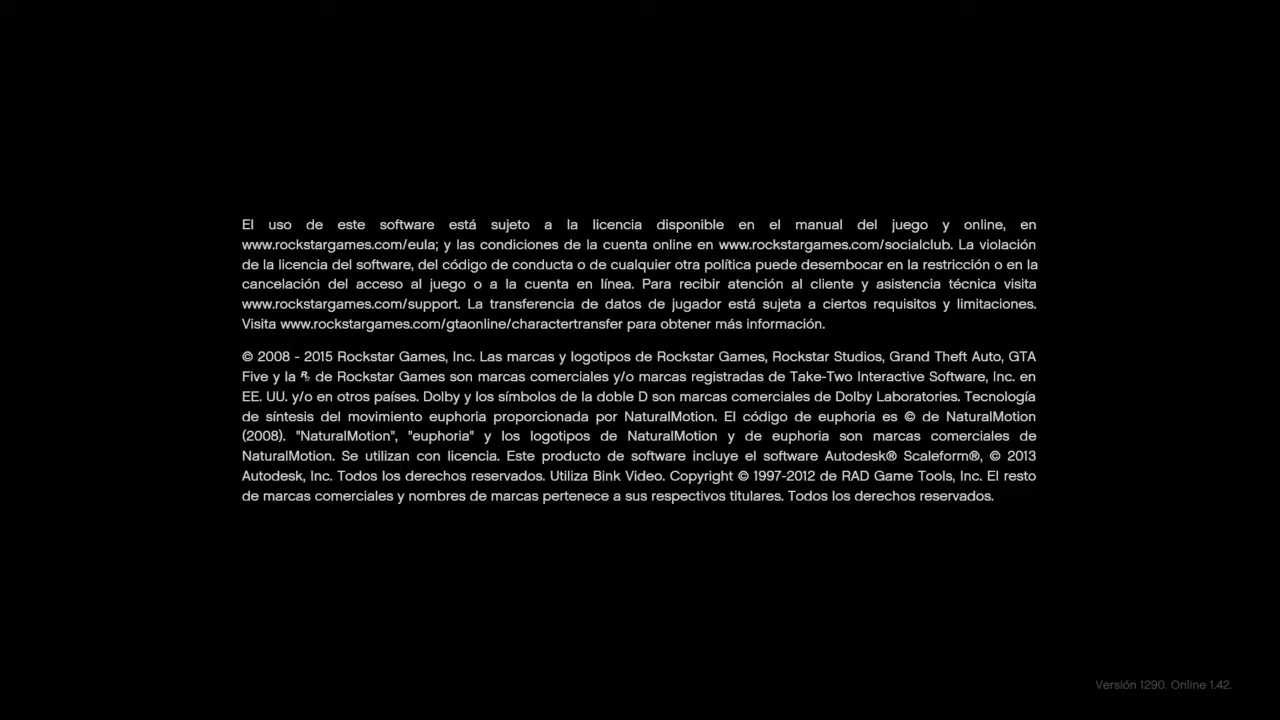 El uso de este software está sujeto a la licencia disponible en el manual del juego y online, en
www.rockstargames.com/eula; y las condiciones de la cuenta online en www.rockstargames.com/socialclub. La violación
de la licencia del software, del código de conducta o de cualquier otra política puede desembocar en la restricción o en la
cancelación del acceso al juego o a la cuenta en línea. Para recibir atención al cliente y asistencia técnica visita
www.rockstargames.com/support. La transferencia de datos de jugador está sujeta a ciertos requisitos y limitaciones.
Visita www.rockstargames.com/gtaonline/charactertransfer para obtener más información.
© 2008 - 2015 Rockstar Games, Inc. Las marcas y logotipos de Rockstar Games, Rockstar Studios, Grand Theft Auto, GTA
Five y la R* de Rockstar Games son marcas comerciales y/o marcas registradas de Take-Two Interactive Software, Inc. en
EE. UU. y/o en otros países. Dolby y los símbolos de la doble D son marcas comerciales de Dolby Laboratories. Tecnología
de síntesis del movimiento euphoria proporcionada por NaturalMotion. El código de euphoria es © de NaturalMotion
(2008). "NaturalMotion", "euphoria" y los logotipos de NaturalMotion y de euphoria son marcas comerciales de
NaturalMotion. Se utilizan con licencia. Este producto de software incluye el software Autodesk® Scaleform®, © 2013
Autodesk, Inc. Todos los derechos reservados. Utiliza Bink Video. Copyright © 1997-2012 de RAD Game Tools, Inc. El resto
de marcas comerciales y nombres de marcas pertenece a sus respectivos titulares. Todos los derechos reservados.
Versión 1290. Online 1.42.